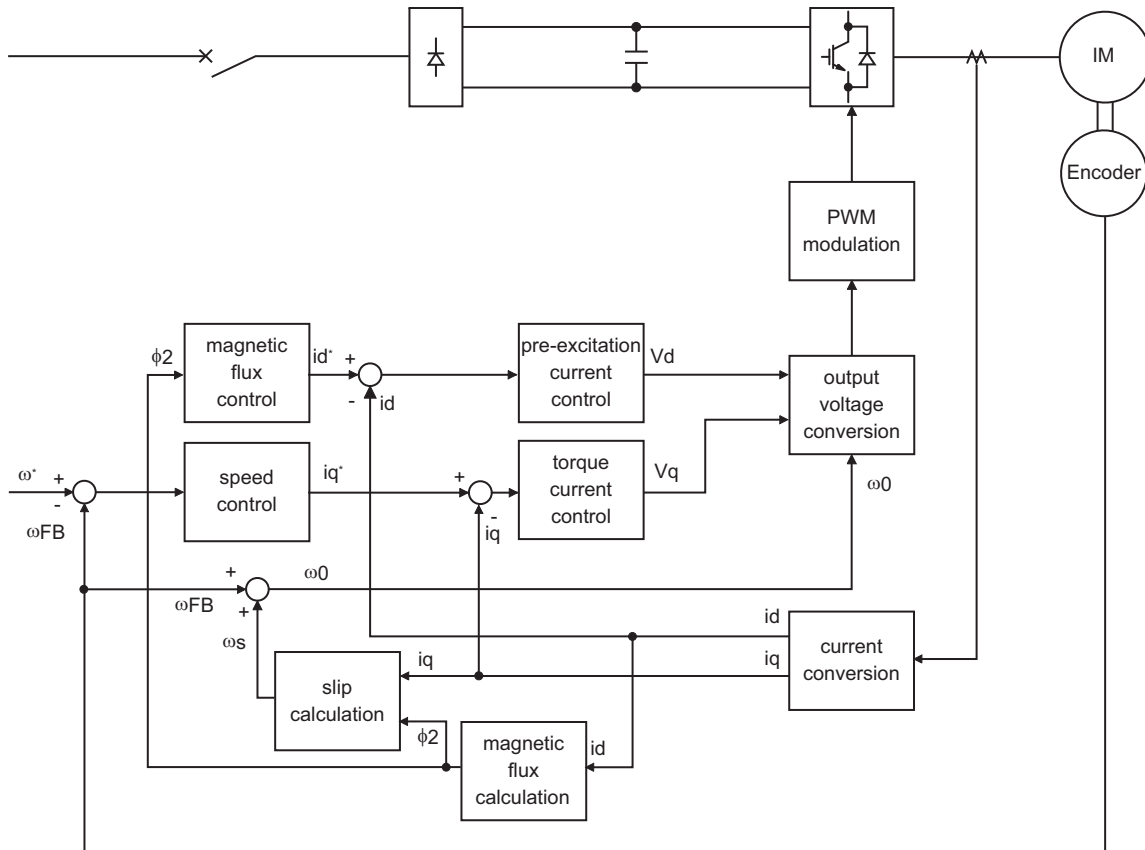 IM
Encoder
PWM
modulation
ϕ2
magnetic
flux
control
id*
+
-
id
pre-excitation
current
control
Vd
output
voltage
conversion
ω*
+
-
ωFB
speed
control
iq*
+
-
iq
torque
current
control
Vq
ω0
+
ωFB
+
ω0
ωs
slip
calculation
iq
ϕ2
magnetic
flux
calculation
id
id
iq
current
conversion